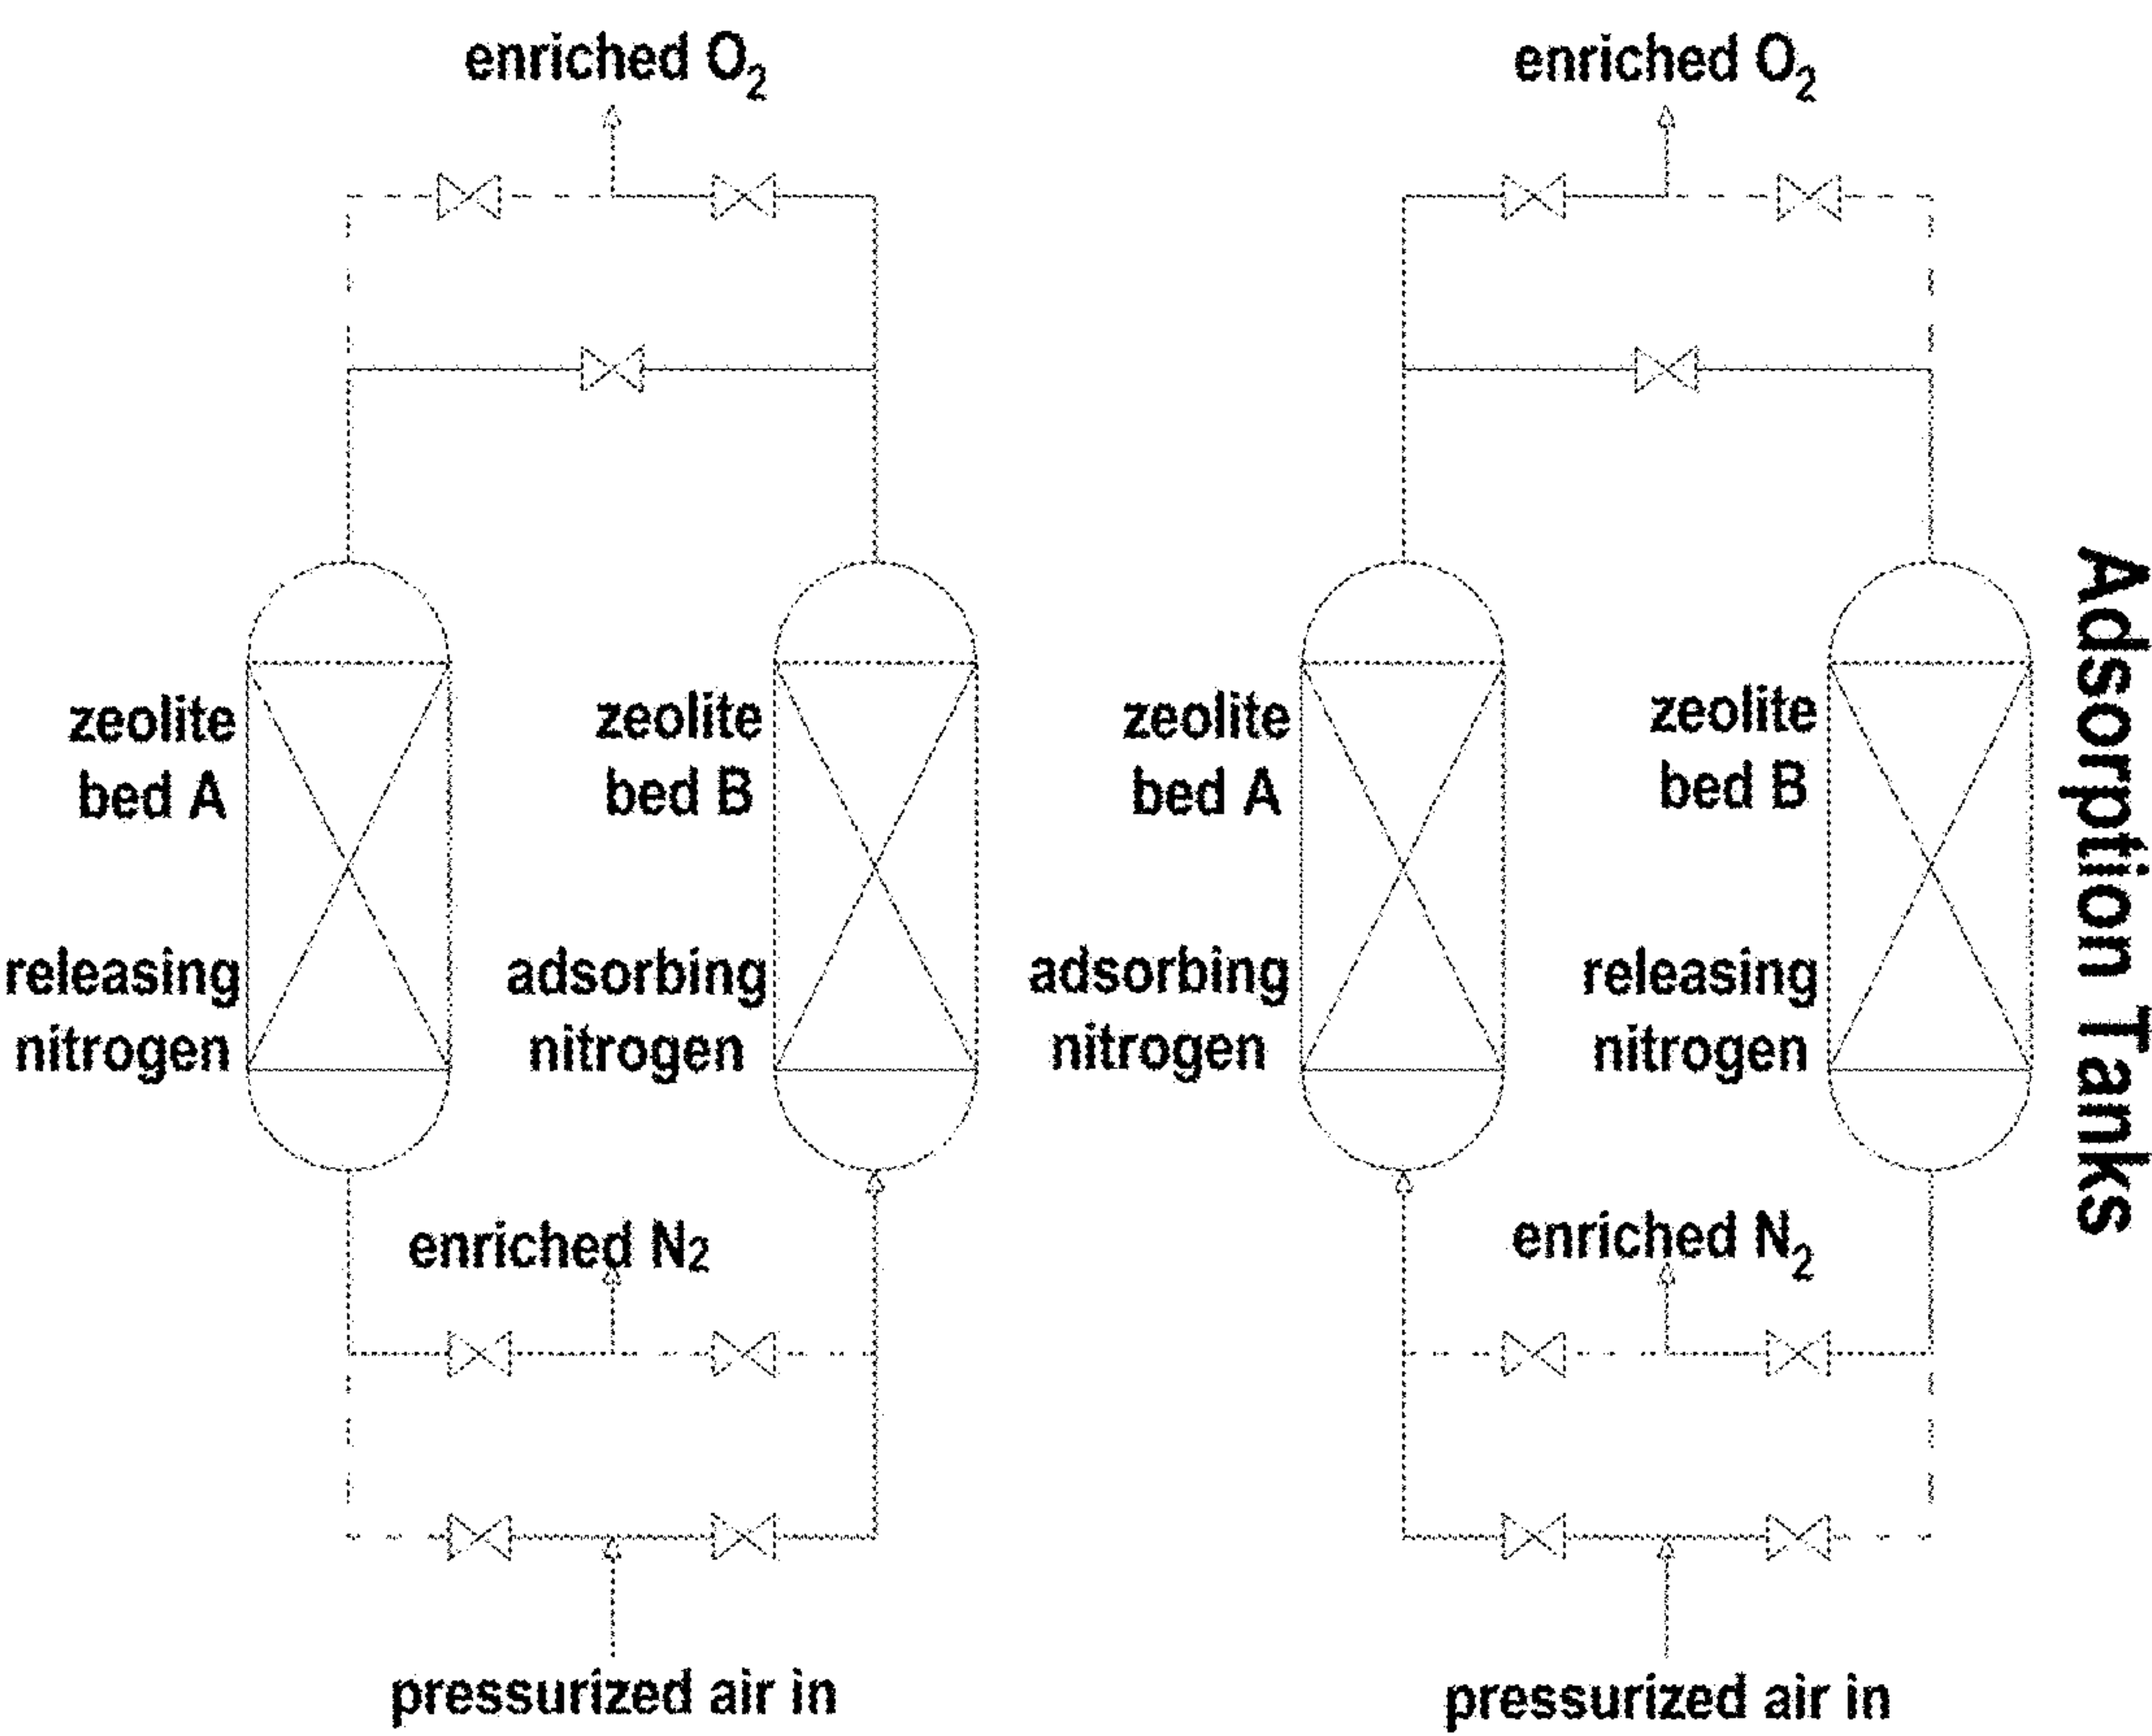 enriched O2
enriched O2
zeolite
bed A
zeolite
bed B
zeolite
bed A
zeolite
bed B
releasing
nitrogen
adsorbing
nitrogen
adsorbing
nitrogen
releasing
nitrogen
Adsorption Tanks
enriched N2
enriched N2
pressurized air in
pressurized air in